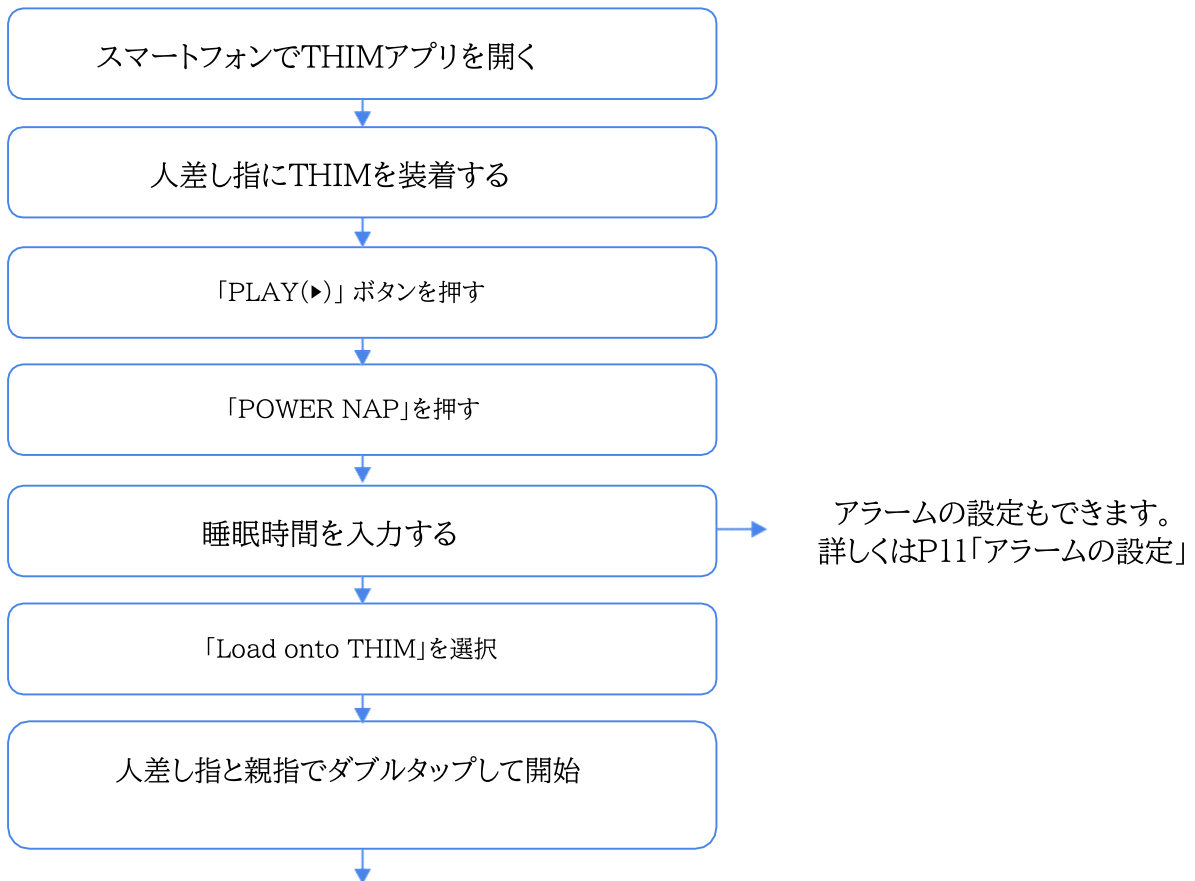 スマートフォンでTHIMアプリを開く
人差し指にTHIMを装着する
「PLAY(▶)」 ボタンを押す
「POWER NAP」を押す
睡眠時間を入力する
アラームの設定もできます。
詳しくはP11「アラームの設定」
「Load onto THIM」を選択
人差し指と親指でダブルタップして開始